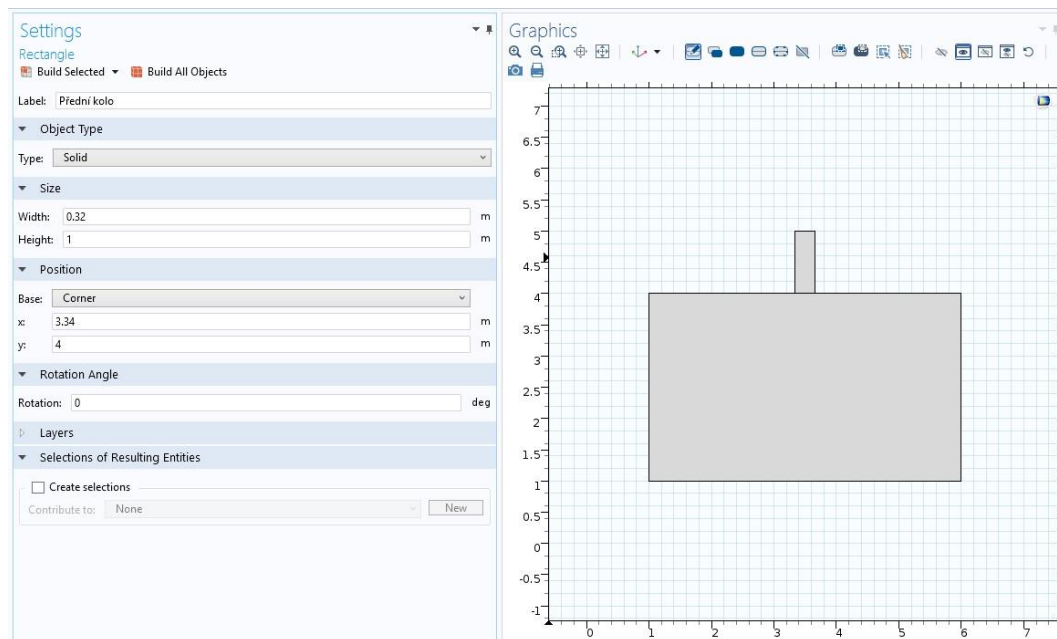 Settings
Rectangle
Build Selected Build All Objects
Label: Přední kolo
Object Type
Type: Solid
Size
Width: 0.32 m
Height: 1 m
Position
Base: Corner
x: 3.34 m
y: 4 m
Rotation Angle
Rotation: 0 deg
Layers
Selections of Resulting Entities
Create selections
Contribute to: None New
Graphics
7
6.5
6
5.5
5
4.5
4
3.5
3
2.5
2
1.5
1
0.5
0
-0.5
-1
0 1 2 3 4 5 6 7